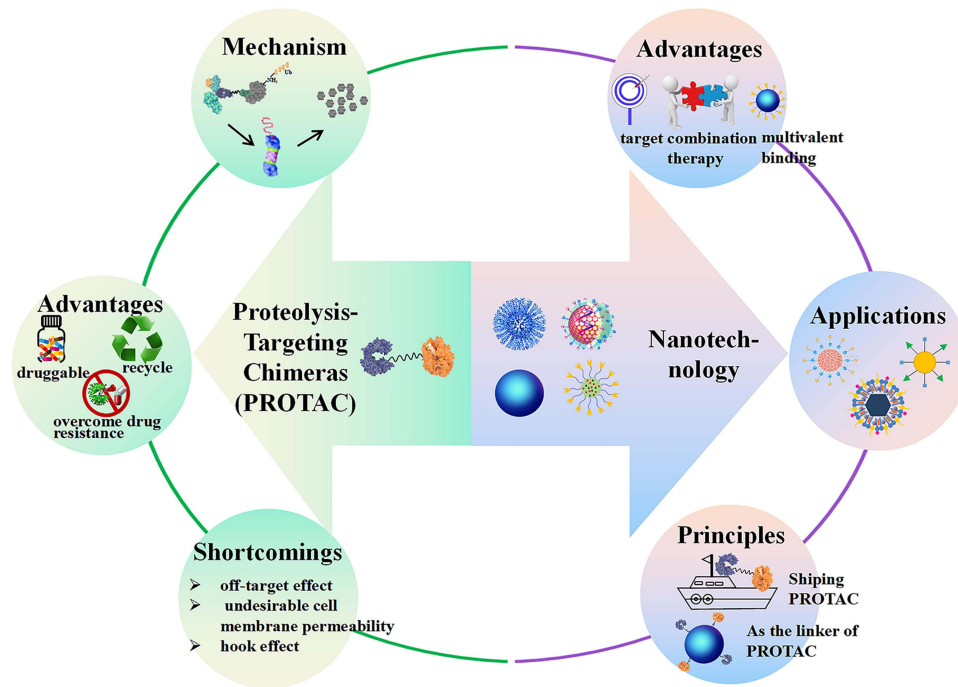 Mechanism
Ub
NH₂
Advantages
target combination
therapy
multivalent
binding
Advantages
druggable
recycle
overcome drug
resistance
Proteolysis-
Targeting
Chimeras
(PROTAC)
Nanotech-
nology
Applications
Shortcomings
➢ off-target effect
➢ undesirable cell
membrane permeability
➢ hook effect
Principles
Shiping
PROTAC
As the linker of
PROTAC